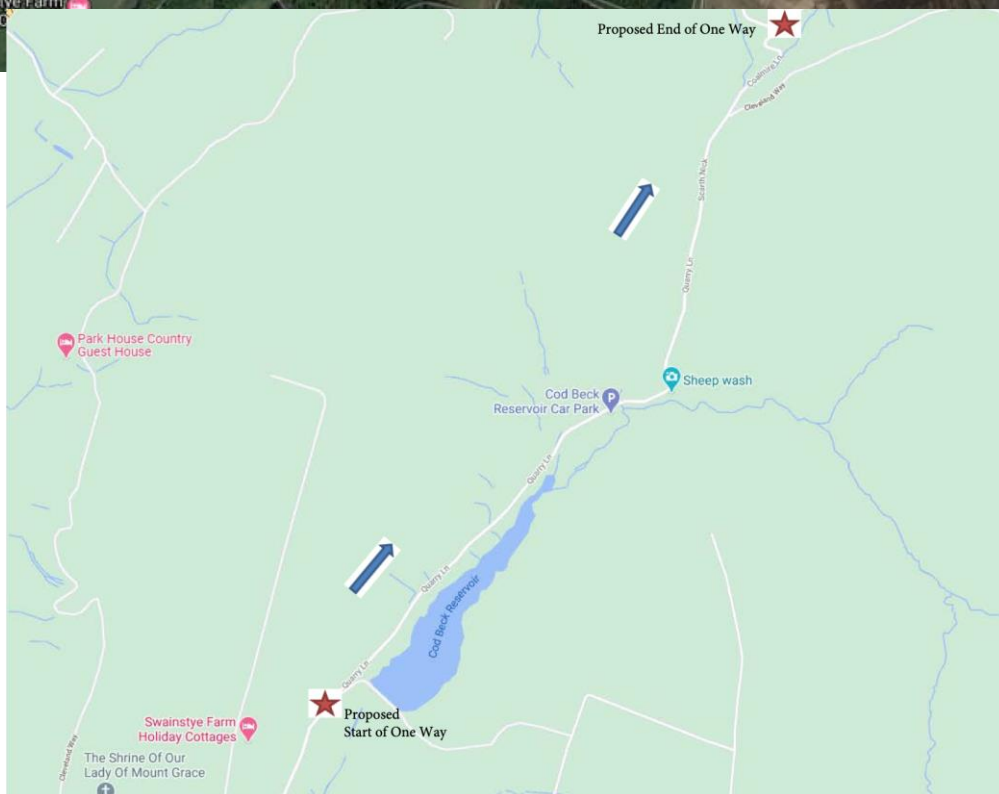 Proposed End of One Way
Coalmire Ln
Cleveland Way
Scarth Nick
Quarry Ln
Park House Country
Guest House
Sheep wash
Cod Beck
Reservoir Car Park
P
Quarry Ln
Quarry Ln
Cod Beck Reservoir
Quarry Ln
Proposed
Start of One Way
Swainstye Farm
Holiday Cottages
Cleveland Way
The Shrine Of Our
Lady Of Mount Grace